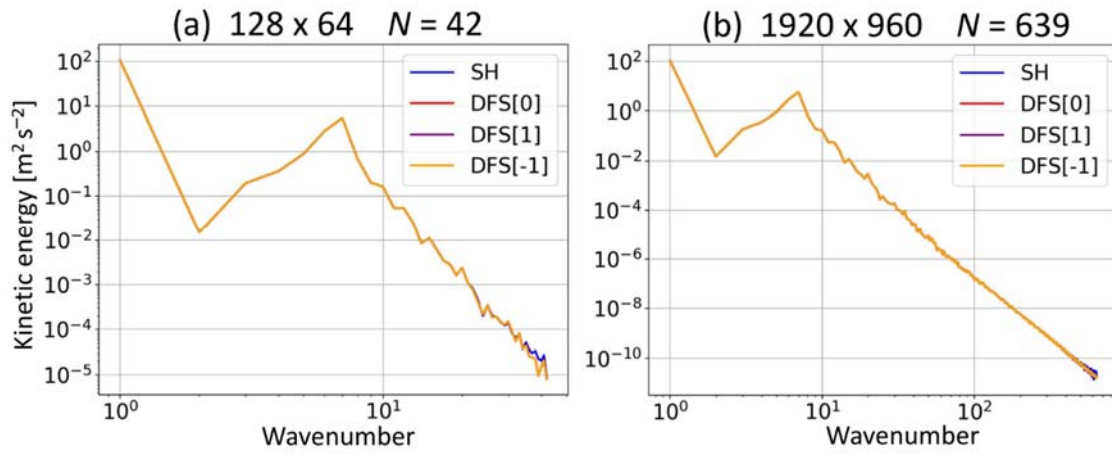 (a) 128 x 64 N = 42
Kinetic energy [m² s⁻²]
10²
10¹
10⁰
10⁻¹
10⁻²
10⁻³
10⁻⁴
10⁻⁵
SH
DFS[0]
DFS[1]
DFS[-1]
10⁰
10¹
Wavenumber
(b) 1920 x 960 N = 639
10²
10⁰
10⁻²
10⁻⁴
10⁻⁶
10⁻⁸
10⁻¹⁰
SH
DFS[0]
DFS[1]
DFS[-1]
10⁰
10¹
10²
Wavenumber